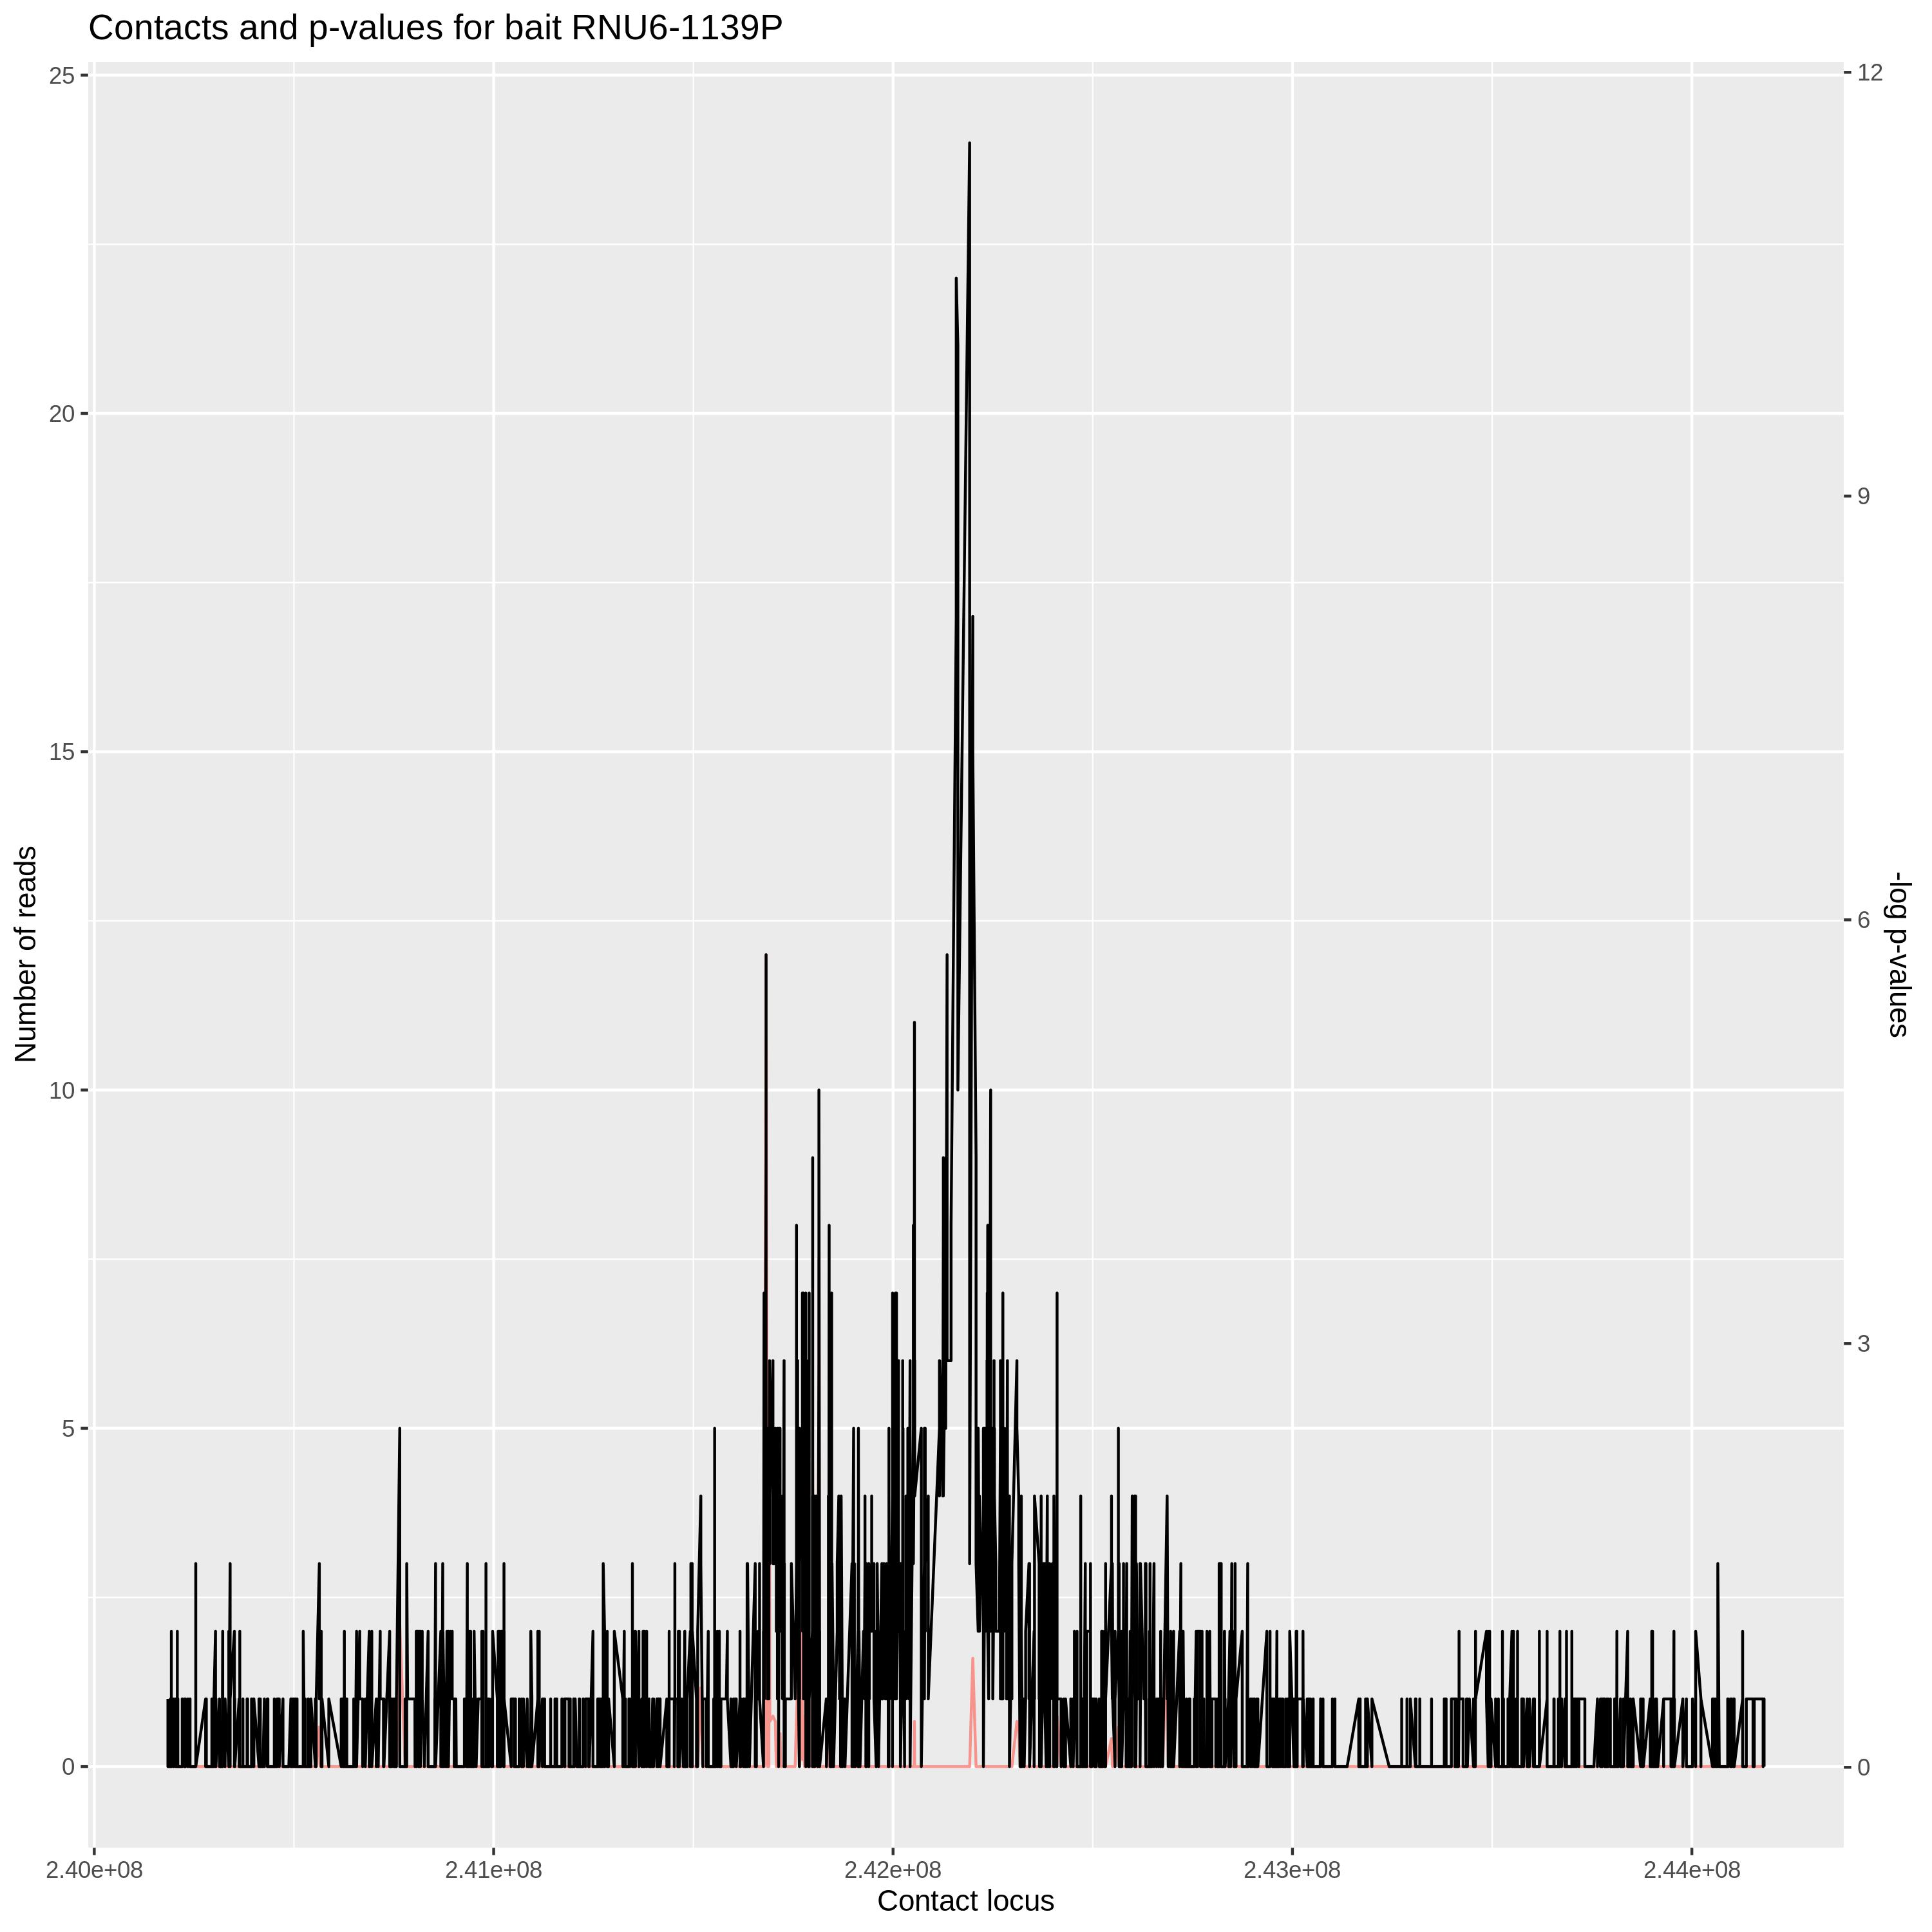 Contacts and p-values for bait RNU6-1139P
25
20
15
10
5
0
Number of reads
12
9
6
3
0
-log p-values
2.40e+08
2.41e+08
2.42e+08
2.43e+08
2.44e+08
Contact locus